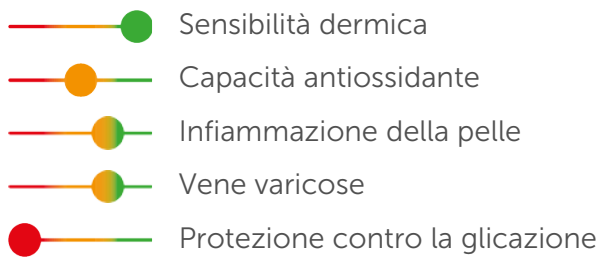 Sensibilità dermica
Capacità antiossidante
Infiammazione della pelle
Vene varicose
Protezione contro la glicazione